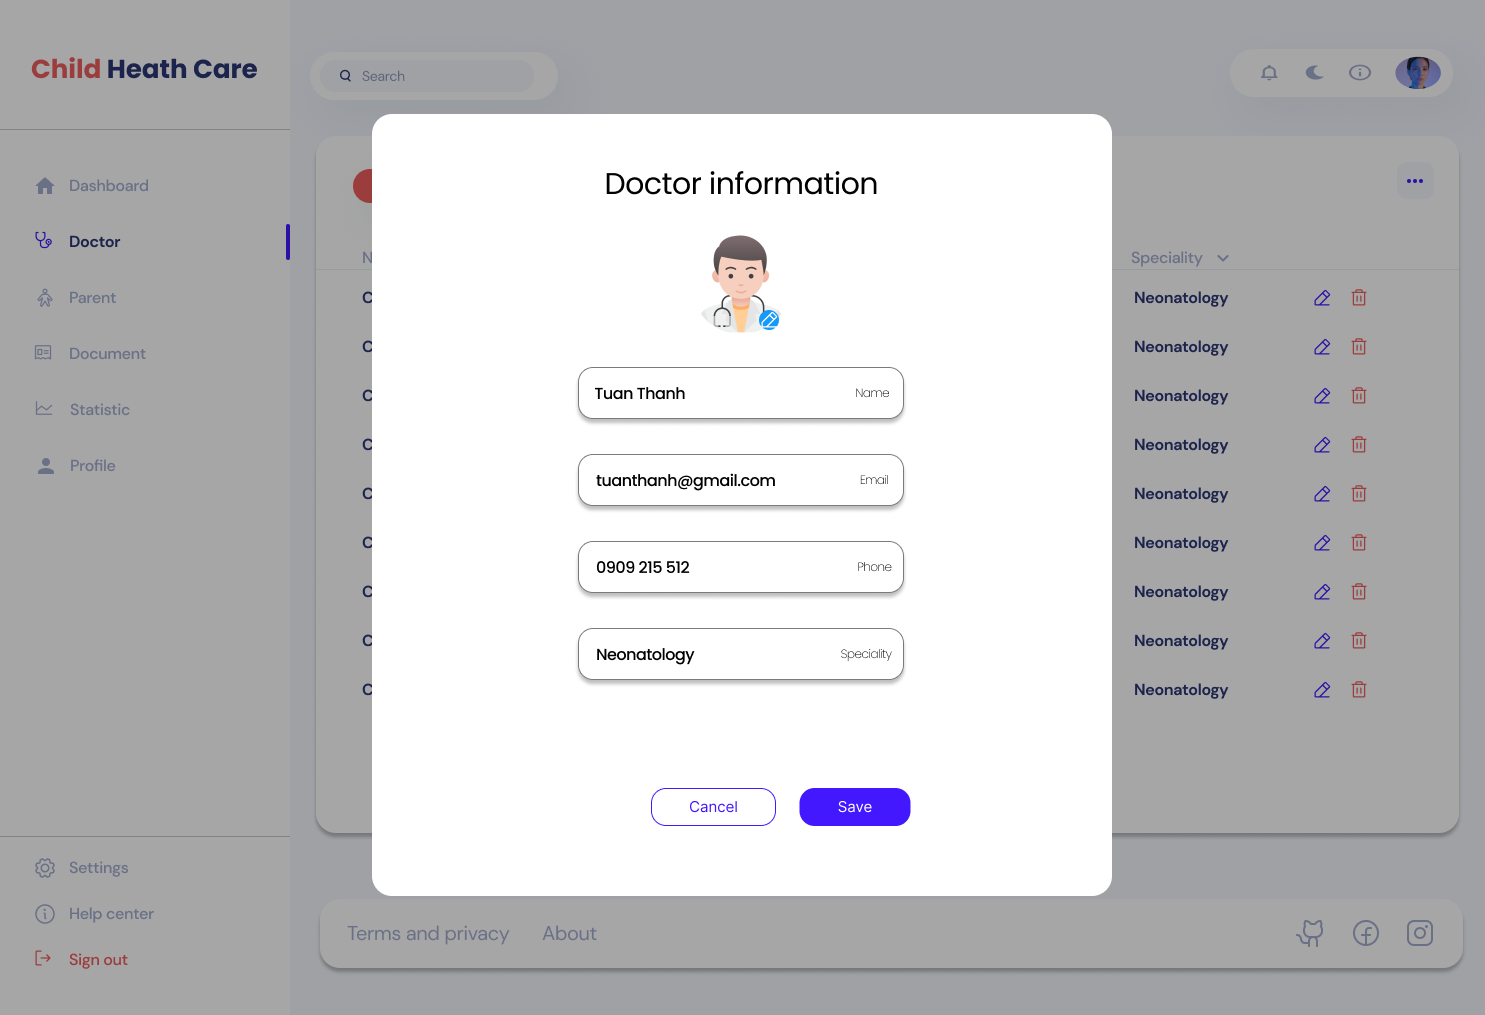 Child Heath Care
Search
Dashboard
Doctor
Parent
Document
Statistic
Profile
Settings
Help center
Sign out
Doctor information
Tuan Thanh Name
tuanthanh@gmail.com Email
0909 215 512 Phone
Neonatology Speciality
Cancel Save
Speciality
Neonatology
Neonatology
Neonatology
Neonatology
Neonatology
Neonatology
Neonatology
Neonatology
Neonatology
Terms and privacy About